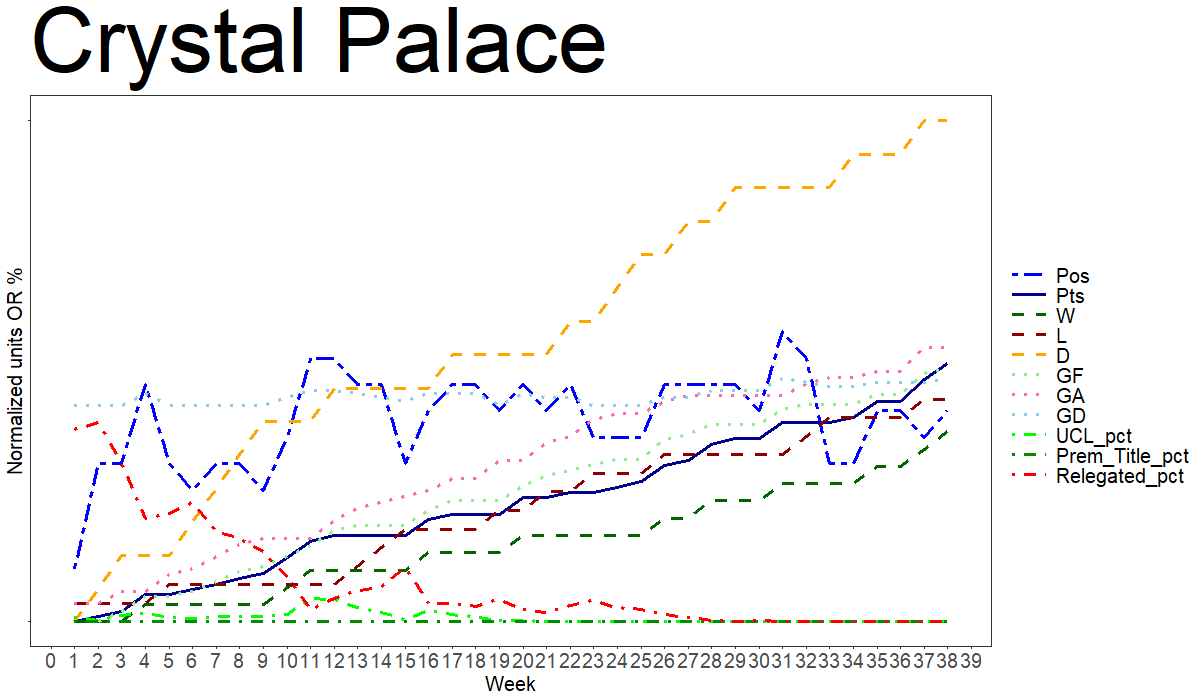 Crystal Palace
Normalized units OR %
Pos
Pts
W
L
D
GF
GA
GD
UCL_pct
Prem_Title_pct
Relegated_pct
0 1 2 3 4 5 6 7 8 9 10 11 12 13 14 15 16 17 18 19 20 21 22 23 24 25 26 27 28 29 30 31 32 33 34 35 36 37 38 39
Week